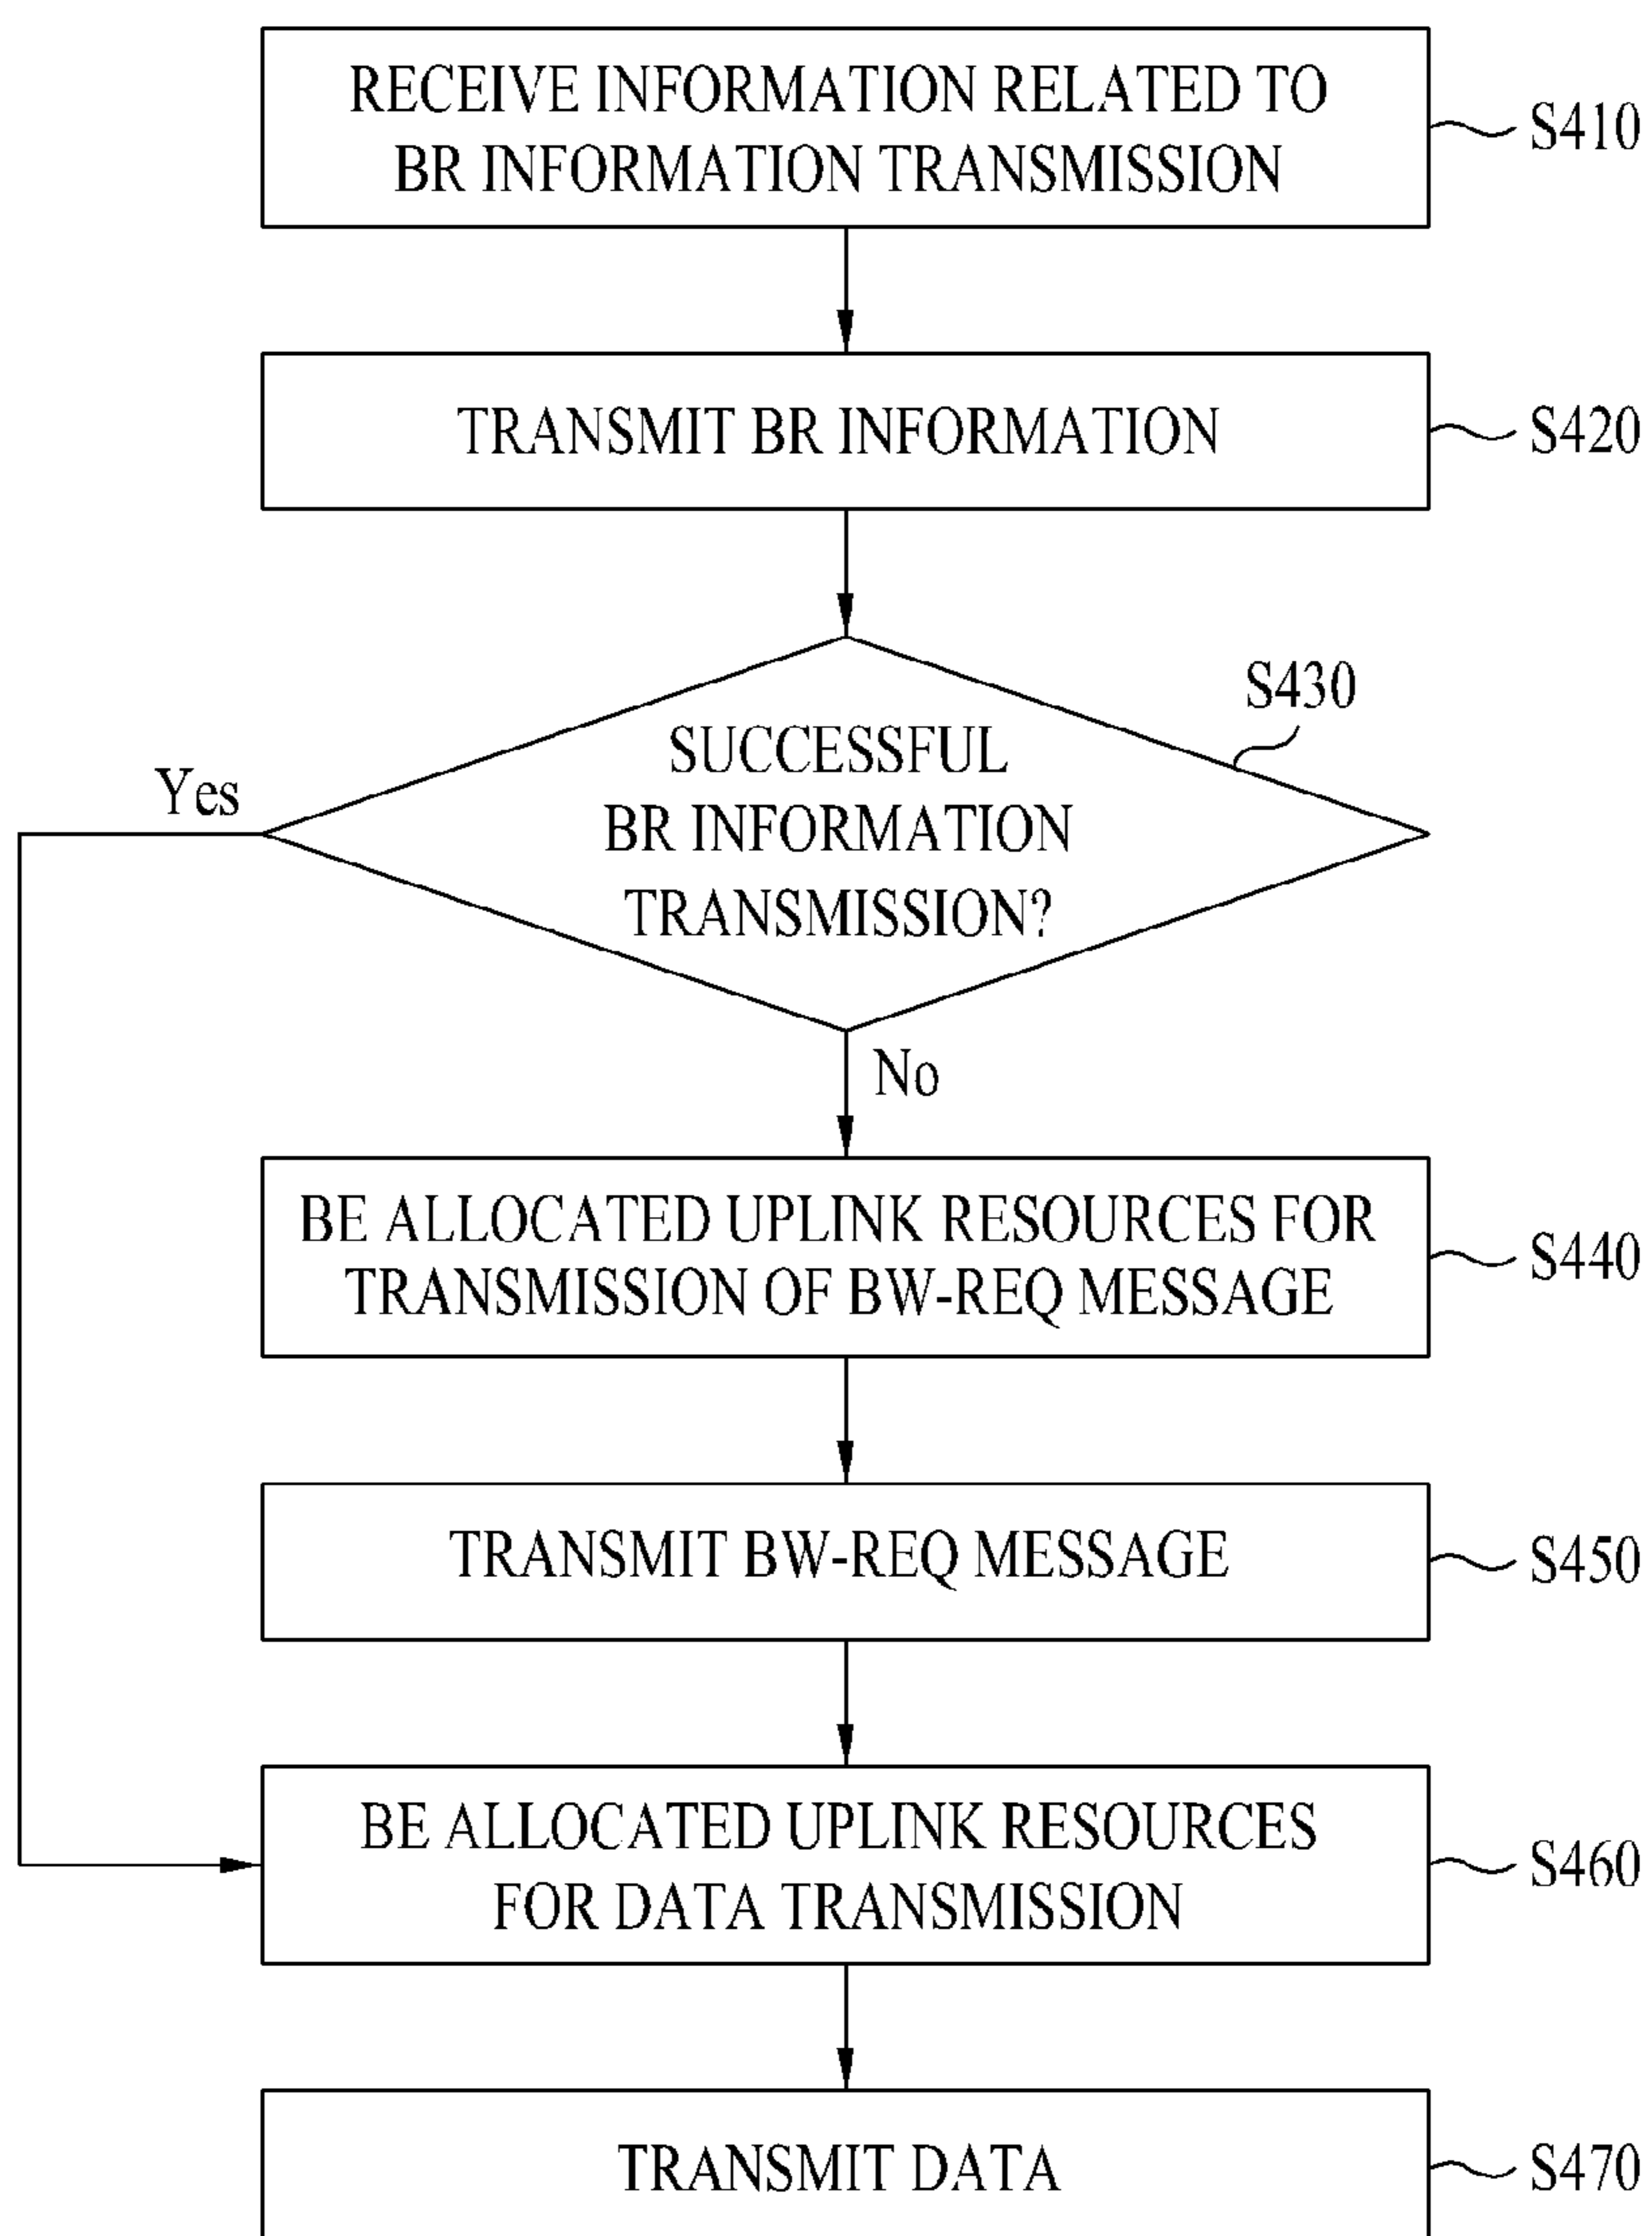 RECEIVE INFORMATION RELATED TO
BR INFORMATION TRANSMISSION
S410
TRANSMIT BR INFORMATION
S420
S430
SUCCESSFUL
BR INFORMATION
TRANSMISSION?
Yes
No
BE ALLOCATED UPLINK RESOURCES FOR
TRANSMISSION OF BW-REQ MESSAGE
S440
TRANSMIT BW-REQ MESSAGE
S450
BE ALLOCATED UPLINK RESOURCES
FOR DATA TRANSMISSION
S460
TRANSMIT DATA
S470